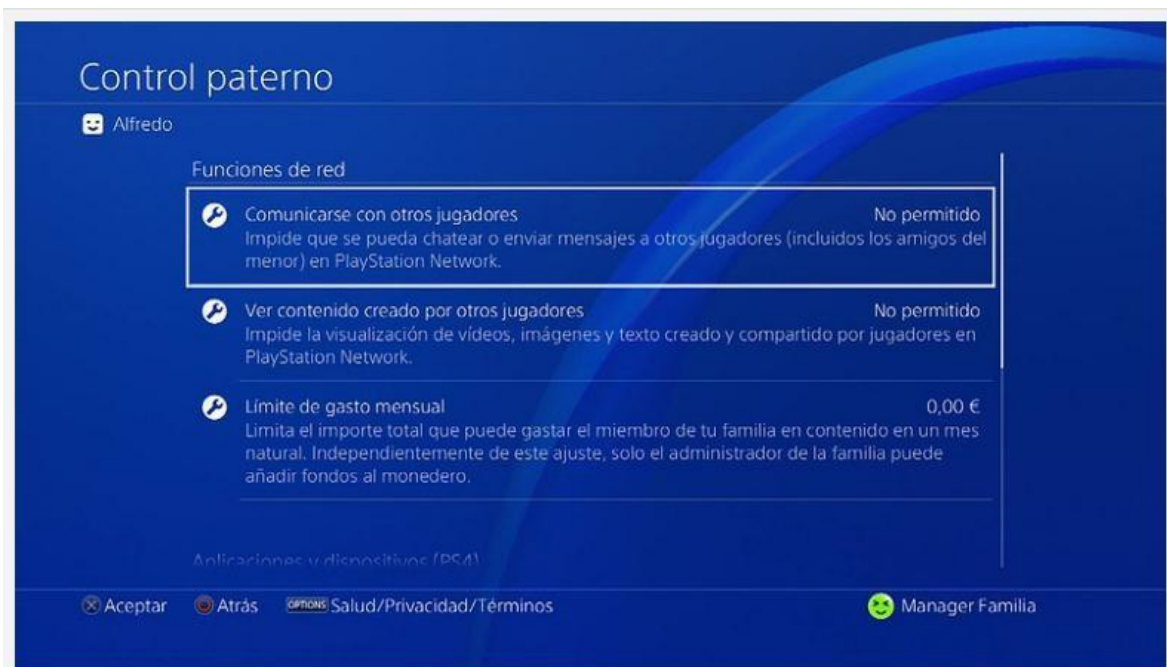 Control paterno
Alfredo
Funciones de red
Comunicarse con otros jugadores No permitido
Impide que se pueda chatear o enviar mensajes a otros jugadores (incluidos los amigos del
menor) en PlayStation Network.
Ver contenido creado por otros jugadores No permitido
Impide la visualización de vídeos, imágenes y texto creado y compartido por jugadores en
PlayStation Network.
Límite de gasto mensual 0,00 €
Limita el importe total que puede gastar el miembro de tu familia en contenido en un mes
natural. Independientemente de este ajuste, solo el administrador de la familia puede
añadir fondos al monedero.
Aplicaciones y dispositivos (PS4)
Aceptar Atrás OPTIONS Salud/Privacidad/Términos Manager Familia